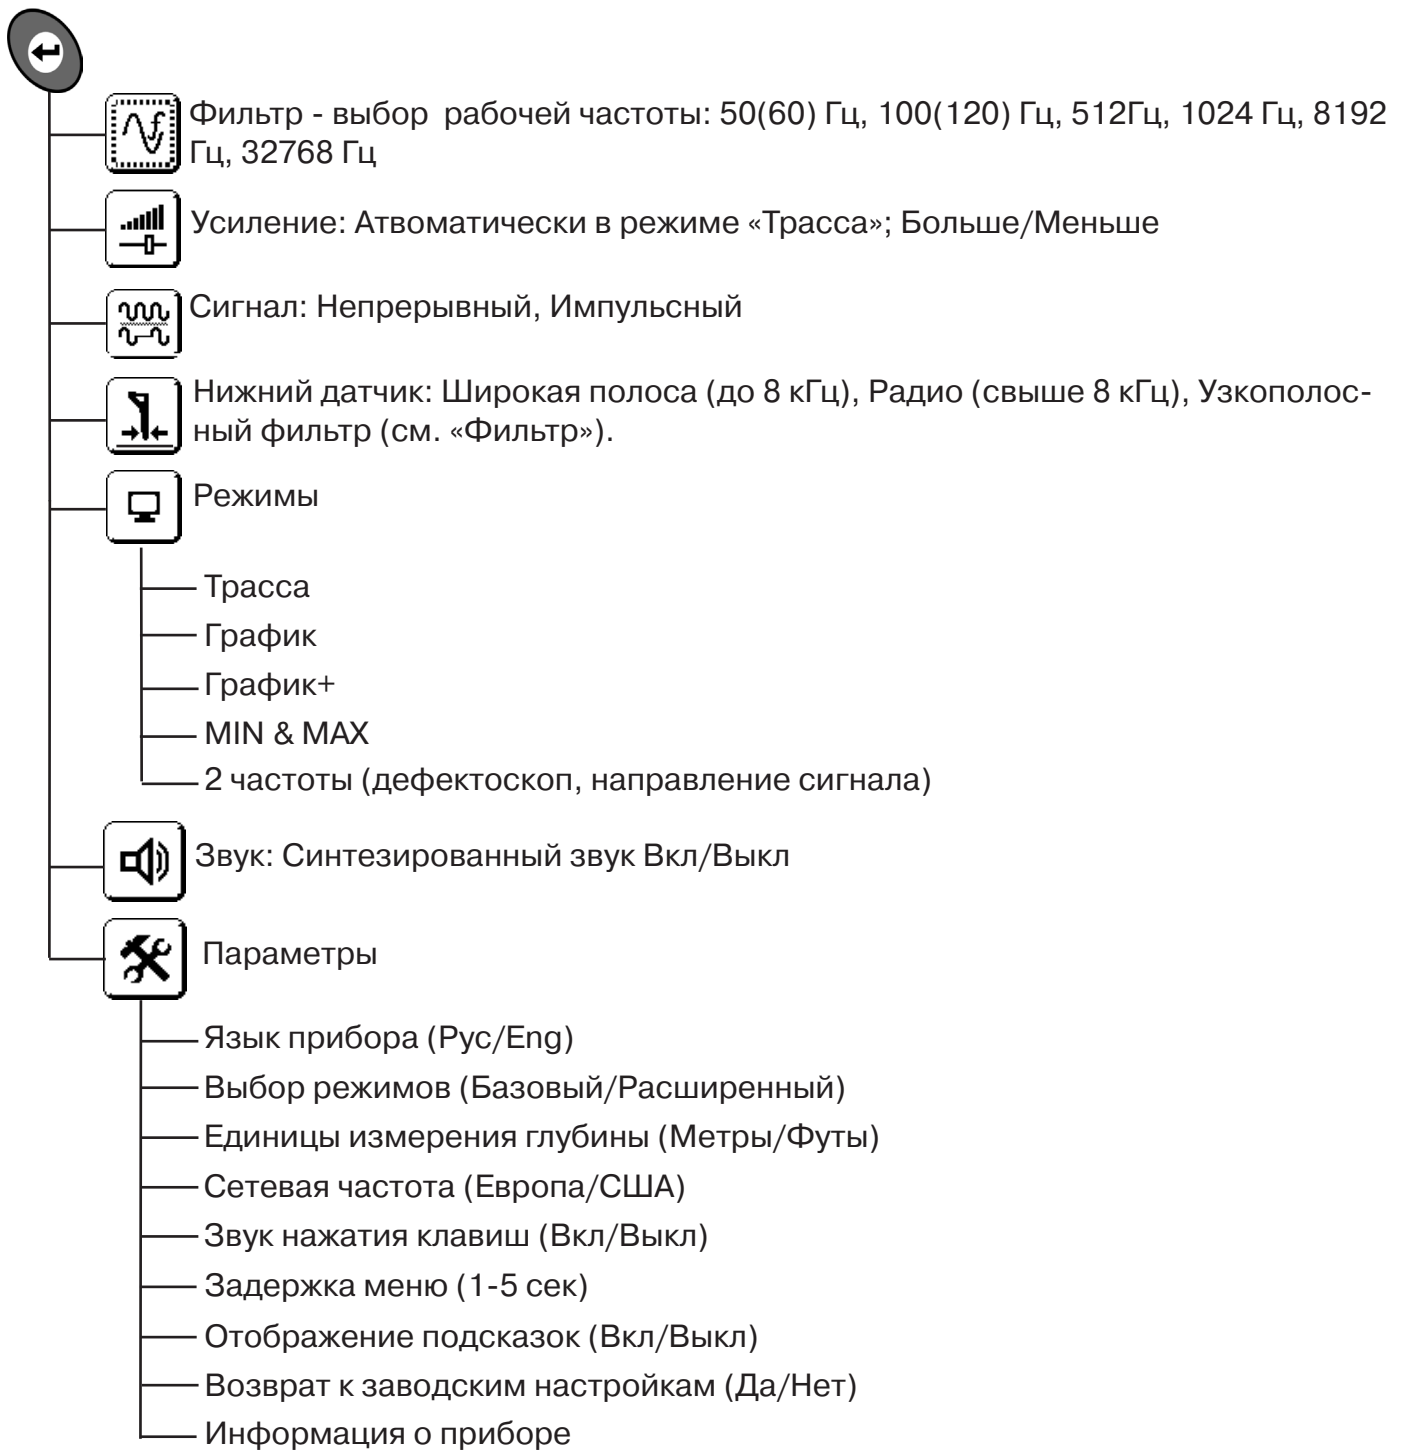 Фильтр - выбор рабочей частоты: 50(60) Гц, 100(120) Гц, 512Гц, 1024 Гц, 8192
Гц, 32768 Гц
Усиление: Атвоматически в режиме «Трасса»; Больше/Меньше
Сигнал: Непрерывный, Импульсный
Нижний датчик: Широкая полоса (до 8 кГц), Радио (свыше 8 кГц), Узкополос-
ный фильтр (см. «Фильтр»).
Режимы
Трасса
График
График+
MIN & MAX
2 частоты (дефектоскоп, направление сигнала)
Звук: Синтезированный звук Вкл/Выкл
Параметры
Язык прибора (Рус/Eng)
Выбор режимов (Базовый/Расширенный)
Единицы измерения глубины (Метры/Футы)
Сетевая частота (Европа/США)
Звук нажатия клавиш (Вкл/Выкл)
Задержка меню (1-5 сек)
Отображение подсказок (Вкл/Выкл)
Возврат к заводским настройкам (Да/Нет)
Информация о приборе